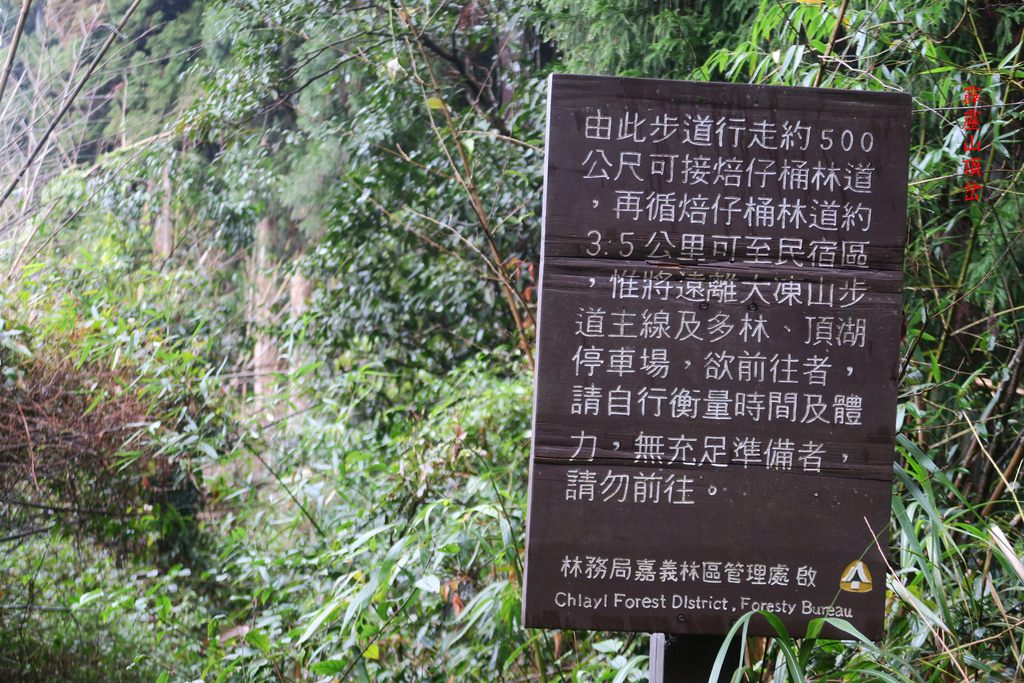 由此步道行走約500
公尺可接焙仔桶林道
，再循焙仔桶林道約
3.5公里可至民宿區
，惟將遠離大凍山步
道主線及多林、頂湖
停車場，欲前往者，
請自行衡量時間及體
力，無充足準備者，
請勿前往。
林務局嘉義林區管理處 啟
Chiayi Forest District, Foresty Bureau